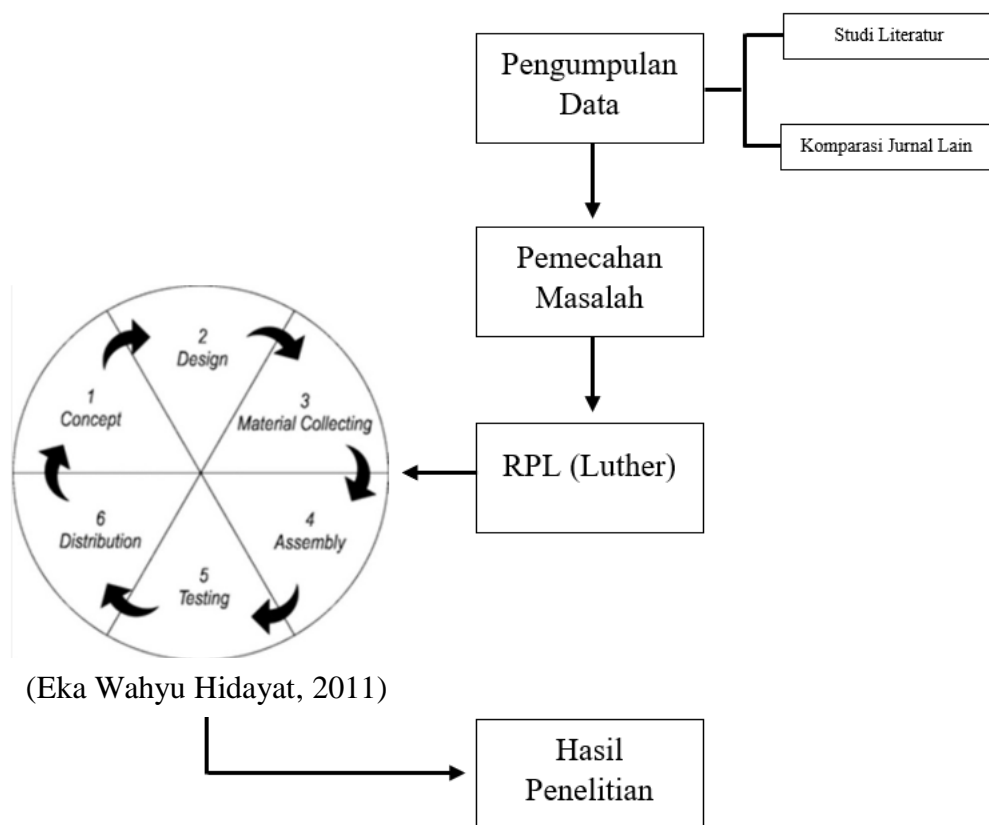 Studi Literatur
Pengumpulan
Data
Komparasi Jurnal Lain
Pemecahan
Masalah
RPL (Luther)
1
Concept
2
Design
3
Material Collecting
4
Assembly
5
Testing
6
Distribution
(Eka Wahyu Hidayat, 2011)
Hasil
Penelitian